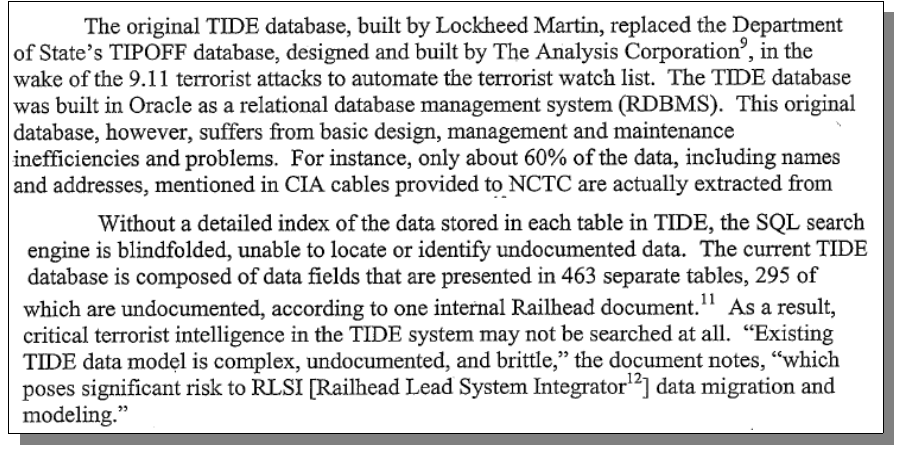 The original TIDE database, built by Lockheed Martin, replaced the Department
of State's TIPOFF database, designed and built by The Analysis Corporation9, in the
wake of the 9.11 terrorist attacks to automate the terrorist watch list. The TIDE database
was built in Oracle as a relational database management system (RDBMS). This original
database, however, suffers from basic design, management and maintenance
inefficiencies and problems. For instance, only about 60% of the data, including names
and addresses, mentioned in CIA cables provided to NCTC are actually extracted from
Without a detailed index of the data stored in each table in TIDE, the SQL search
engine is blindfolded, unable to locate or identify undocumented data. The current TIDE
database is composed of data fields that are presented in 463 separate tables, 295 of
which are undocumented, according to one internal Railhead document.11 As a result,
critical terrorist intelligence in the TIDE system may not be searched at all. “Existing
TIDE data model is complex, undocumented, and brittle,” the document notes, “which
poses significant risk to RLSI [Railhead Lead System Integrator12] data migration and
modeling.”